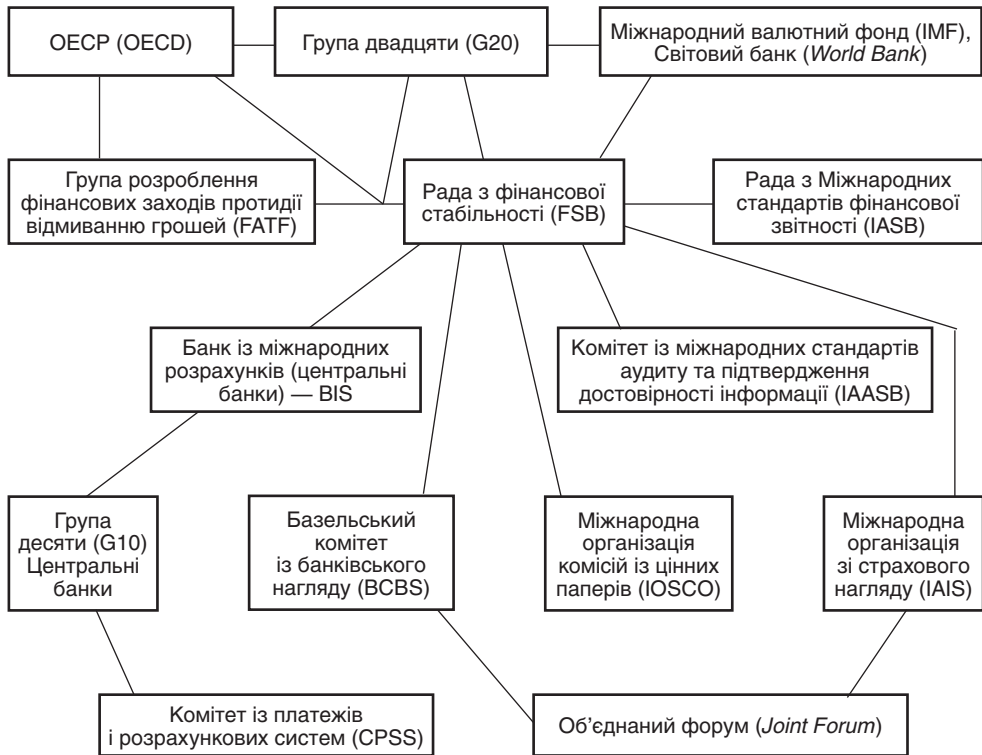 ОЕСР (OECD)
Група двадцяти (G20)
Міжнародний валютний фонд (IMF),
Світовий банк (World Bank)
Група розроблення
фінансових заходів протидії
відмиванню грошей (FATF)
Рада з фінансової
стабільності (FSB)
Рада з Міжнародних
стандартів фінансової
звітності (IASB)
Банк із міжнародних
розрахунків (центральні
банки) — BIS
Комітет із міжнародних стандартів
аудиту та підтвердження
достовірності інформації (IAASB)
Група
десяти (G10)
Центральні
банки
Базельський
комітет
із банківського
нагляду (BCBS)
Міжнародна
організація
комісій із цінних
паперів (IOSCO)
Міжнародна
організація
зі страхового
нагляду (IAIS)
Комітет із платежів
і розрахункових систем (CPSS)
Об’єднаний форум (Joint Forum)